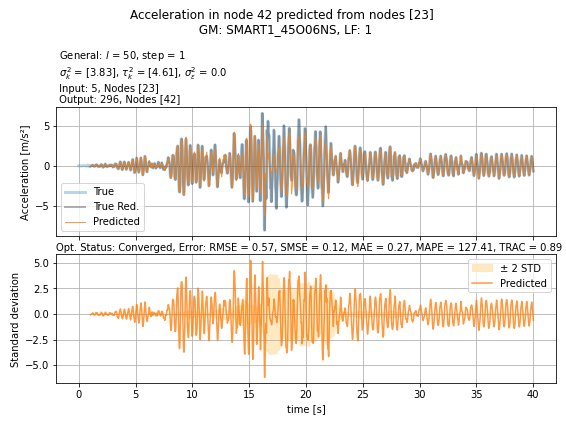 Acceleration in node 42 predicted from nodes [23]
GM: SMART1_45O06NS, LF: 1
General: l = 50, step = 1
σ²ₖ = [3.83], τ²ₖ = [4.61], σ²ε = 0.0
Input: 5, Nodes [23]
Output: 296, Nodes [42]
Acceleration [m/s²]
5
0
−5
True
True Red.
Predicted
Opt. Status: Converged, Error: RMSE = 0.57, SMSE = 0.12, MAE = 0.27, MAPE = 127.41, TRAC = 0.89
Standard deviation
5.0
2.5
0.0
−2.5
−5.0
± 2 STD
Predicted
0 5 10 15 20 25 30 35 40
time [s]